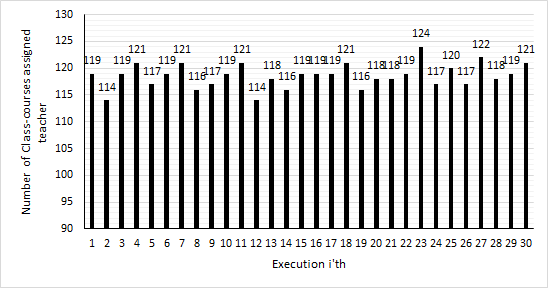 130
125
120
115
110
105
100
95
90
Number of Class-courses assigned
teacher
119 114 119 121 117 119 121 116 117 119 121 114 118 116 119 119 119 121 116 118 118 119 124 117 120 117 122 118 119 121
1 2 3 4 5 6 7 8 9 10 11 12 13 14 15 16 17 18 19 20 21 22 23 24 25 26 27 28 29 30
Execution i'th